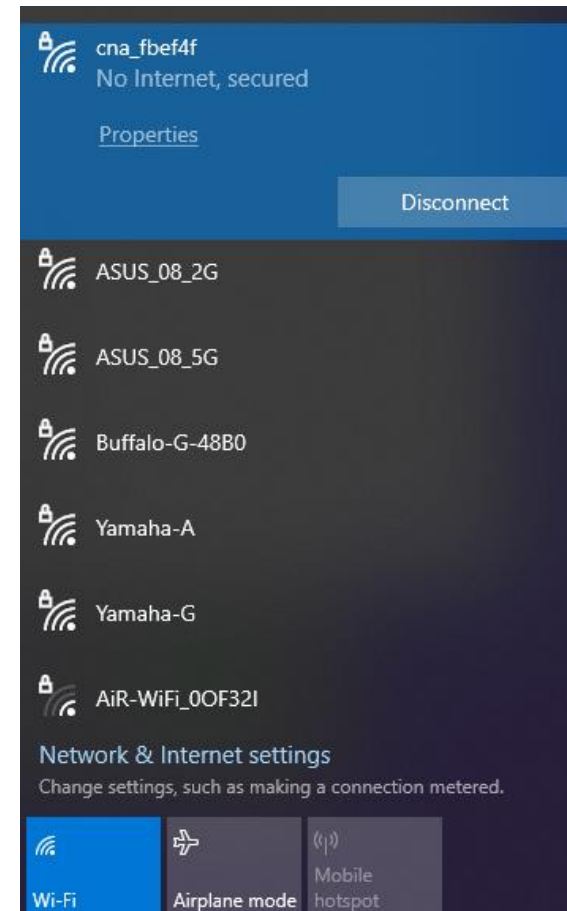 cna_fbef4f
No Internet, secured
Properties
Disconnect
ASUS_08_2G
ASUS_08_5G
Buffalo-G-48B0
Yamaha-A
Yamaha-G
AiR-WiFi_0OF32I
Network & Internet settings
Change settings, such as making a connection metered.
Wi-Fi
Airplane mode
Mobile
hotspot